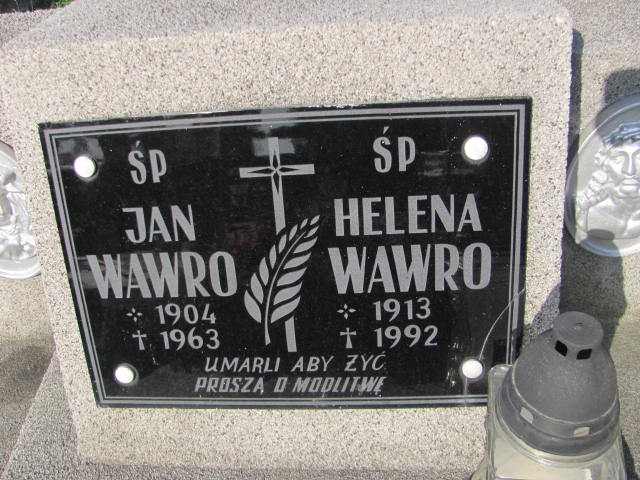 ŚP
JAN
WAWRO
1904
† 1963
ŚP
HELENA
WAWRO
1913
† 1992
UMARLI ABY ŻYĆ
PROSZĄ O MODLITWĘ